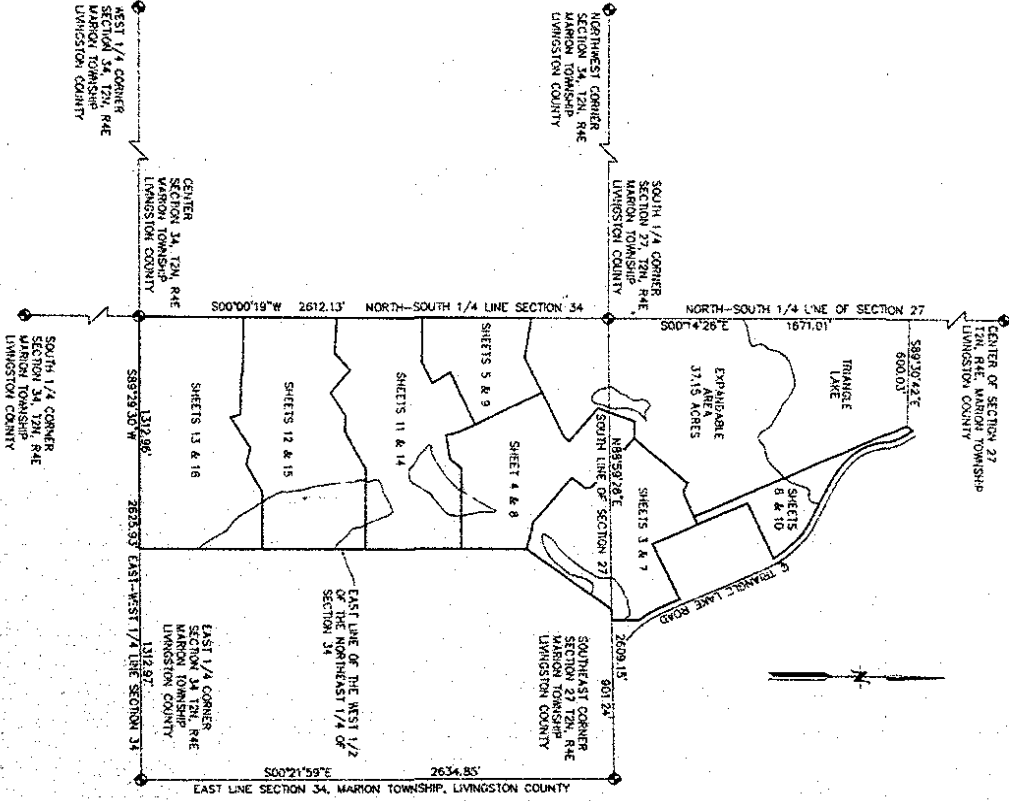 WEST 1/4 CORNER
SECTION 34, T2N, R4E
MARION TOWNSHIP
LIVINGSTON COUNTY
NORTHWEST CORNER
SECTION 34, T2N, R4E
MARION TOWNSHIP
LIVINGSTON COUNTY
CENTER
SECTION 34, T2N, R4E
MARION TOWNSHIP
LIVINGSTON COUNTY
SOUTH 1/4 CORNER
SECTION 27, T2N, R4E
MARION TOWNSHIP
LIVINGSTON COUNTY
S00°00'19"W 2612.13' NORTH-SOUTH 1/4 LINE SECTION 34
NORTH-SOUTH 1/4 LINE OF SECTION 27
S00°14'26"E 1671.01'
CENTER OF SECTION 27
T2N, R4E, MARION TOWNSHIP
LIVINGSTON COUNTY
S89°30'42"E
600.03'
SOUTH 1/4 CORNER
SECTION 34, T2N, R4E
MARION TOWNSHIP
LIVINGSTON COUNTY
TRIANGLE
LAKE
EXPANDABLE
AREA
37.15 ACRES
SHEETS 5 & 9
SHEETS 11 & 14
SHEETS 12 & 15
SHEETS 13 & 16
SHEET 4 & 8
SHEETS 3 & 7
SHEETS
6 & 10
N88°59'28"E
SOUTH LINE OF SECTION 27
2609.15'
901.24'
℄ TRIANGLE LAKE ROAD
S89°29'30"W
1312.96'
2625.93' EAST-WEST 1/4 LINE SECTION 34
1312.97'
EAST LINE OF THE WEST 1/2
OF THE NORTHEAST 1/4 OF
SECTION 34
EAST 1/4 CORNER
SECTION 34 T2N, R4E
MARION TOWNSHIP
LIVINGSTON COUNTY
SOUTHEAST CORNER
SECTION 27 T2N, R4E
MARION TOWNSHIP
LIVINGSTON COUNTY
N
S00°21'59"E 2634.85'
EAST LINE SECTION 34, MARION TOWNSHIP, LIVINGSTON COUNTY